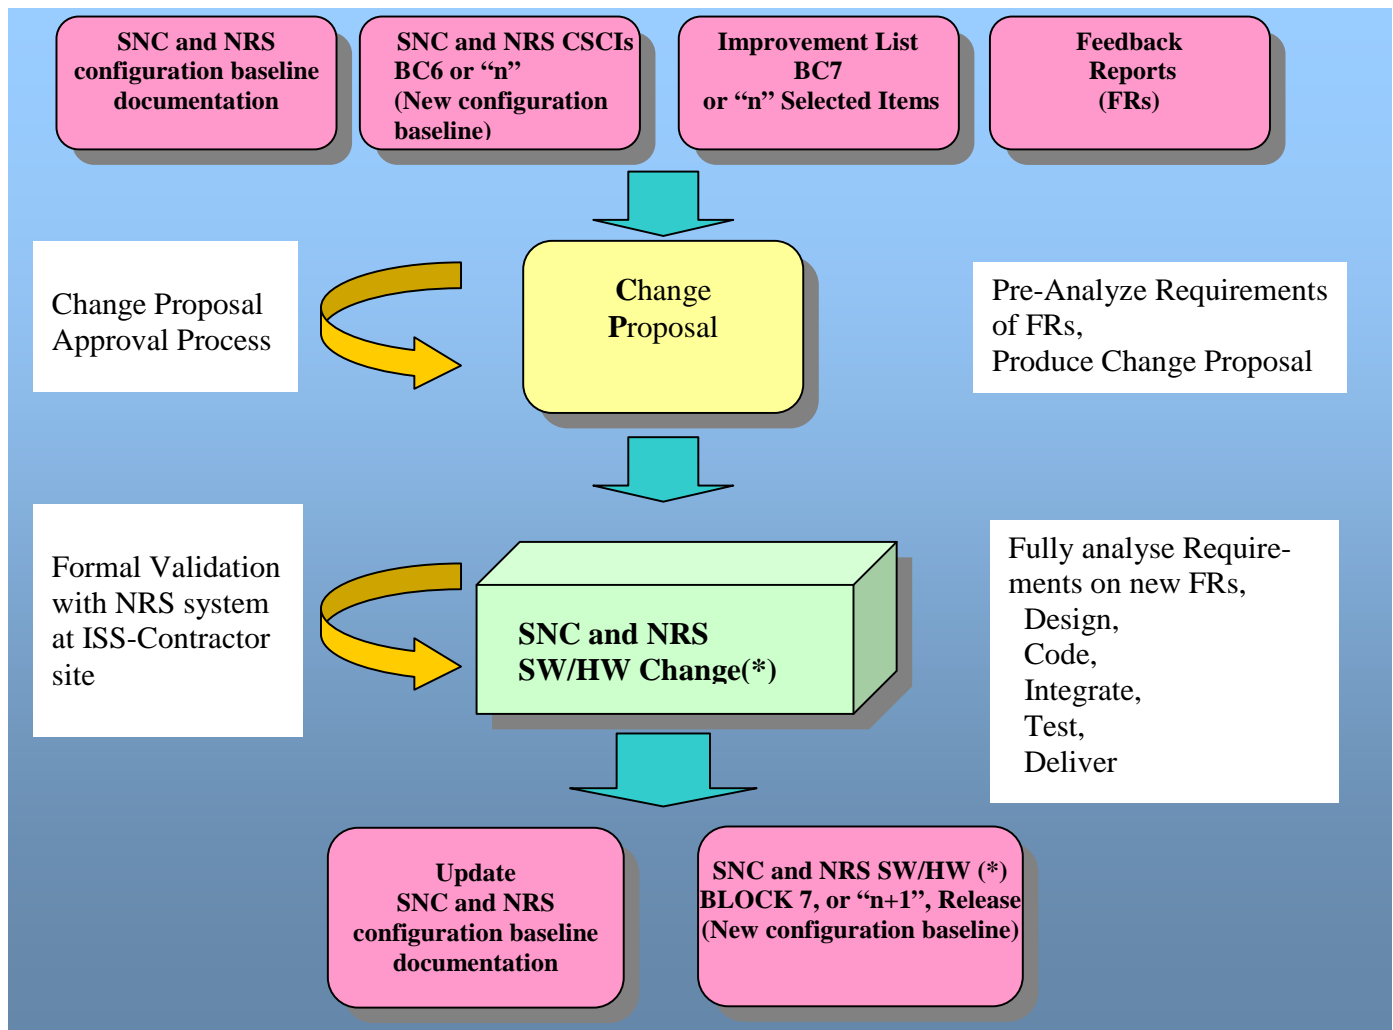 SNC and NRS
configuration baseline
documentation
SNC and NRS CSCIs
BC6 or “n”
(New configuration
baseline)
Improvement List
BC7
or “n” Selected Items
Feedback
Reports
(FRs)
Change Proposal
Approval Process
Change
Proposal
Pre-Analyze Requirements
of FRs,
Produce Change Proposal
Formal Validation
with NRS system
at ISS-Contractor
site
SNC and NRS
SW/HW Change(*)
Fully analyse Require-
ments on new FRs,
Design,
Code,
Integrate,
Test,
Deliver
Update
SNC and NRS
configuration baseline
documentation
SNC and NRS SW/HW (*)
BLOCK 7, or “n+1”, Release
(New configuration baseline)